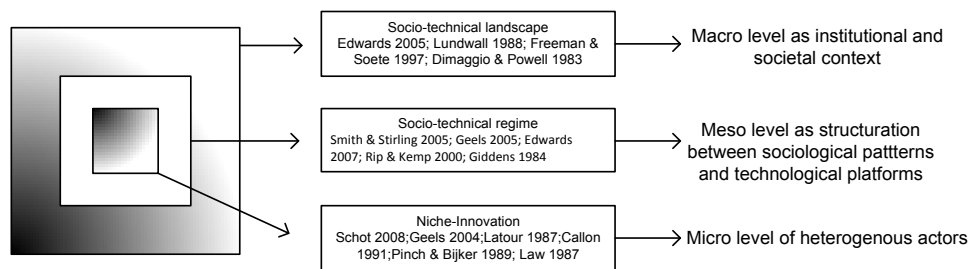 Socio-technical landscape
Edwards 2005; Lundwall 1988; Freeman &
Soete 1997; Dimaggio & Powell 1983
Macro level as institutional and
societal context
Socio-technical regime
Smith & Stirling 2005; Geels 2005; Edwards
2007; Rip & Kemp 2000; Giddens 1984
Meso level as structuration
between sociological pattterns
and technological platforms
Niche-Innovation
Schot 2008;Geels 2004;Latour 1987;Callon
1991;Pinch & Bijker 1989; Law 1987
Micro level of heterogenous actors